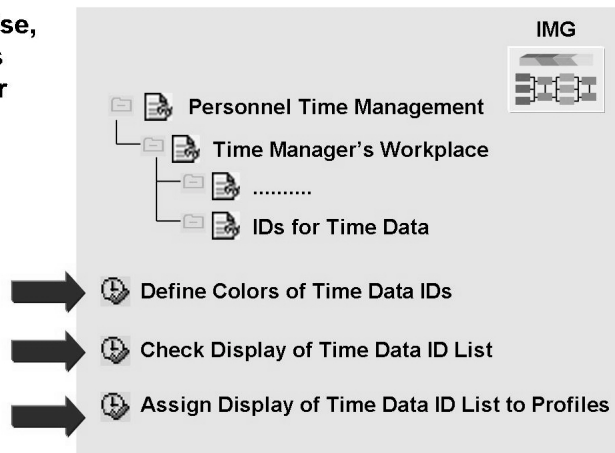 se,
s
r
IMG
Personnel Time Management
Time Manager's Workplace
..........
IDs for Time Data
Define Colors of Time Data IDs
Check Display of Time Data ID List
Assign Display of Time Data ID List to Profiles